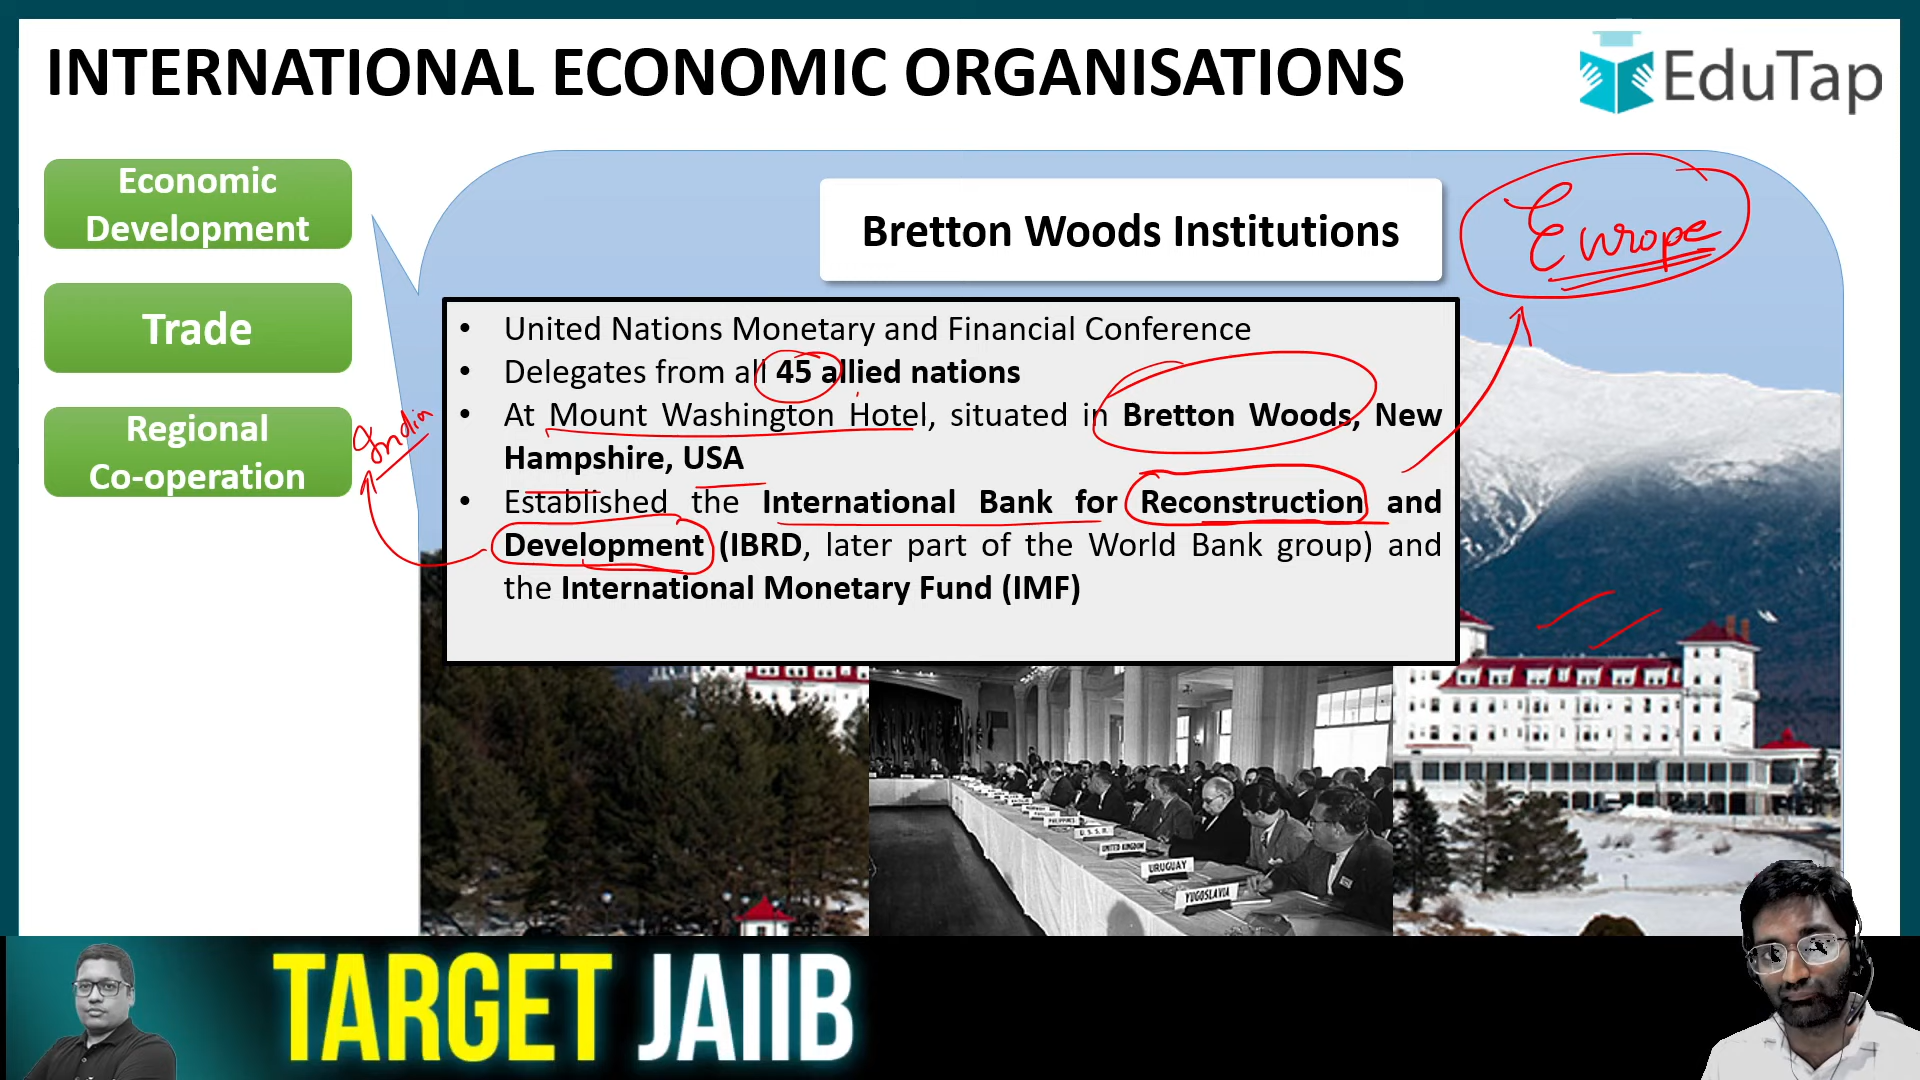 INTERNATIONAL ECONOMIC ORGANISATIONS
EduTap
Economic
Development
Trade
Regional
Co-operation
India
Bretton Woods Institutions
Europe
• United Nations Monetary and Financial Conference
• Delegates from all 45 allied nations
• At Mount Washington Hotel, situated in Bretton Woods, New
Hampshire, USA
• Established the International Bank for Reconstruction and
Development (IBRD, later part of the World Bank group) and
the International Monetary Fund (IMF)
PHILIPPINES
U.S.S.R.
UNITED KINGDOM
URUGUAY
YUGOSLAVIA
TARGET JAIIB